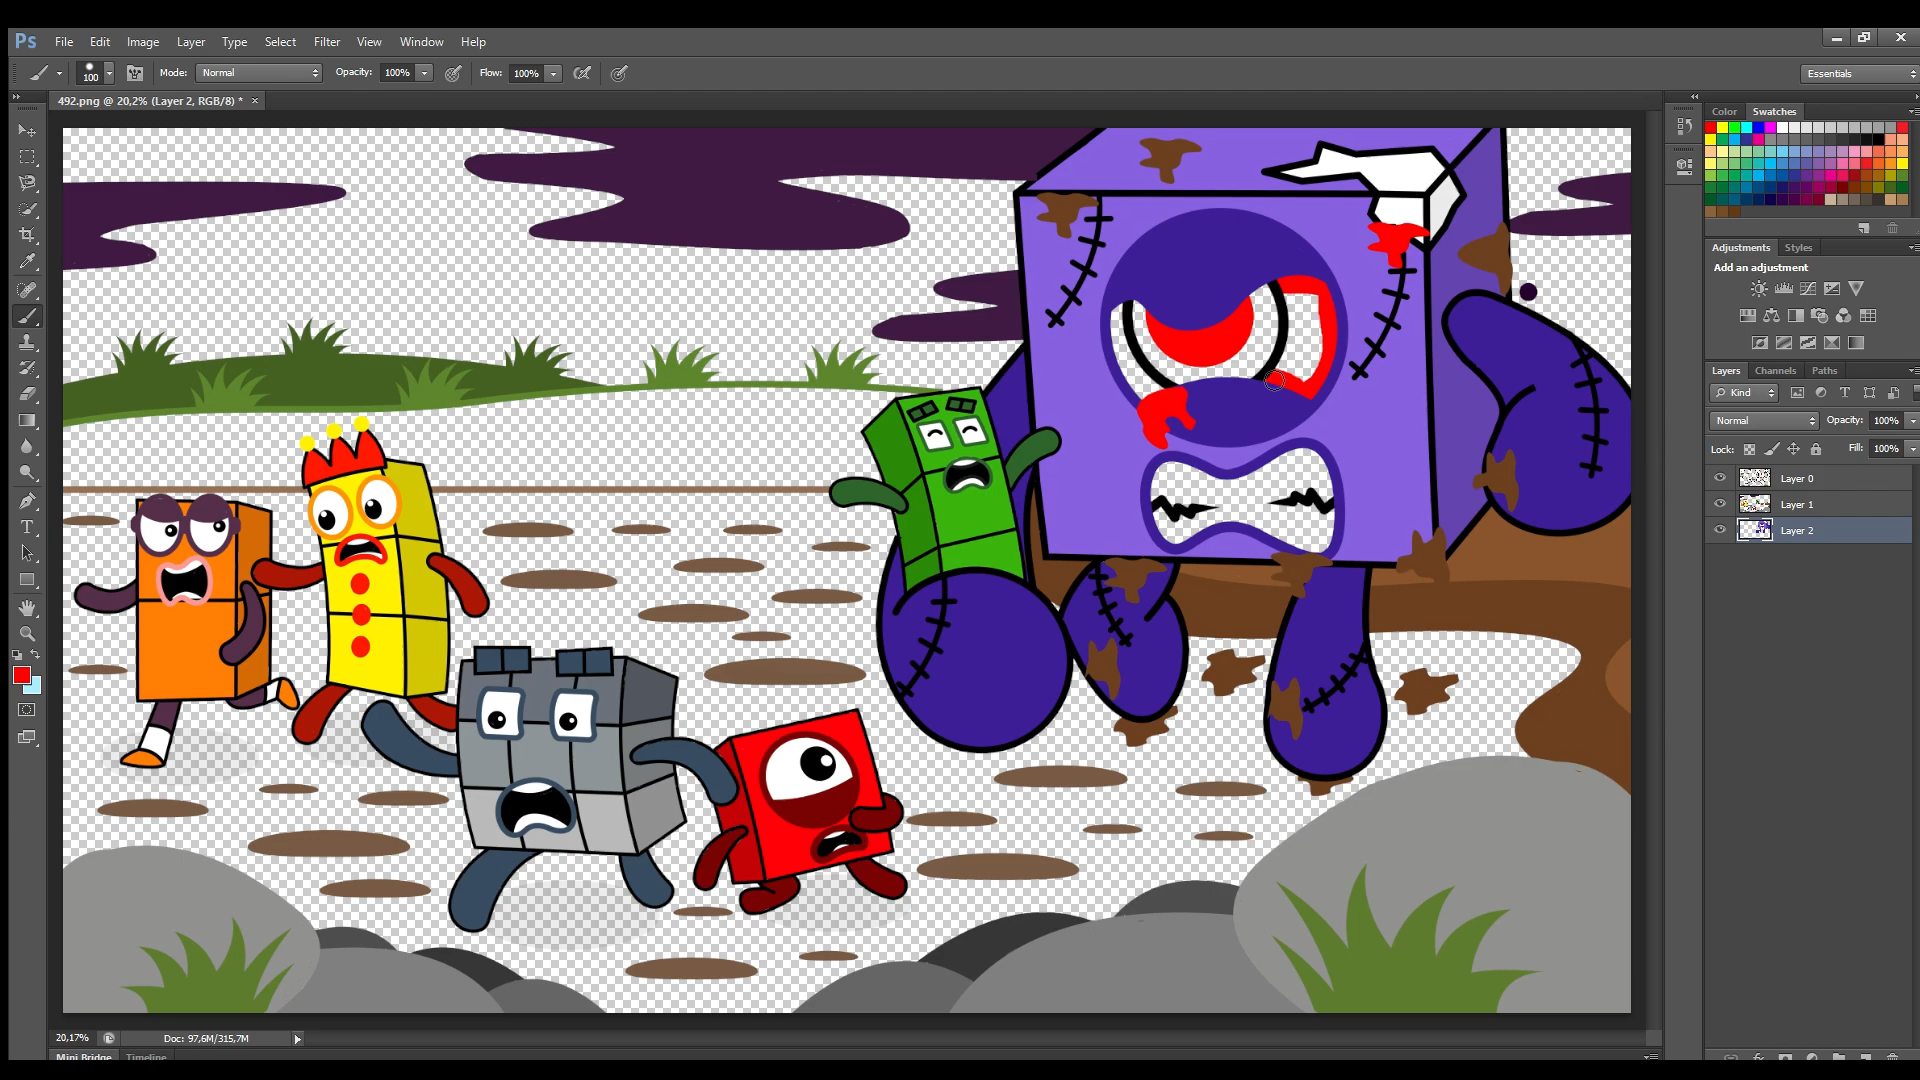 Ps File Edit Image Layer Type Select Filter View Window Help
100 Mode: Normal Opacity: 100% Flow: 100% Essentials
492.png @ 20,2% (Layer 2, RGB/8) * ×
Color Swatches
Adjustments Styles
Add an adjustment
Layers Channels Paths
Kind
Normal Opacity: 100%
Lock: Fill: 100%
Layer 0
Layer 1
Layer 2
20,17% Doc: 97,6M/315,7M
Mini Bridge Timeline